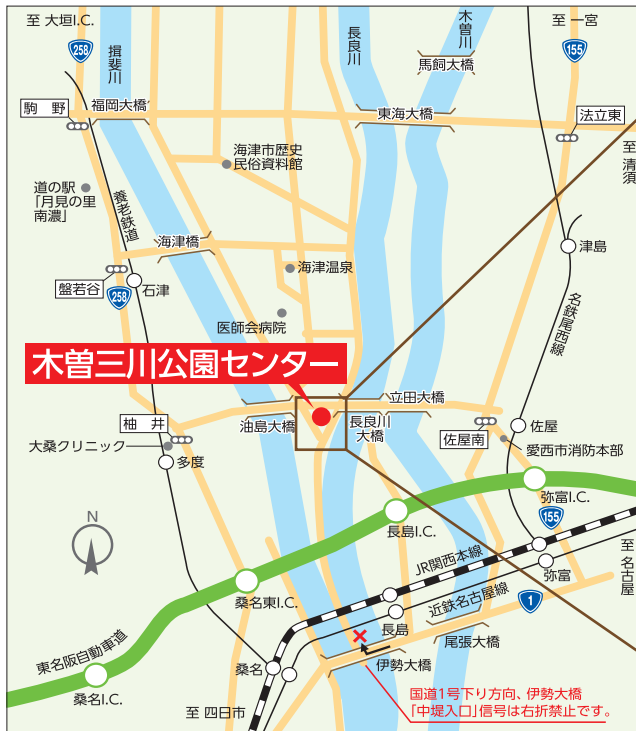 至 大垣I.C.
258
揖斐川
長良川
木曽川
至 一宮
155
馬飼大橋
駒 野
福岡大橋
東海大橋
法立東
至 清須
海津市歴史
民俗資料館
道の駅
「月見の里
南濃」
養老鉄道
海津橋
津島
海津温泉
盤若谷
258
石津
名鉄尾西線
医師会病院
木曽三川公園センター
立田大橋
柚 井
油島大橋
長良川
大橋
佐屋
佐屋南
大桑クリニック
愛西市消防本部
多度
弥富I.C.
N
155
長島I.C.
JR関西本線
至 名古屋
弥富
桑名東I.C.
近鉄名古屋線
1
長島
東名阪自動車道
尾張大橋
桑名
伊勢大橋
桑名I.C.
国道1号下り方向、伊勢大橋
「中堤入口」信号は右折禁止です。
至 四日市